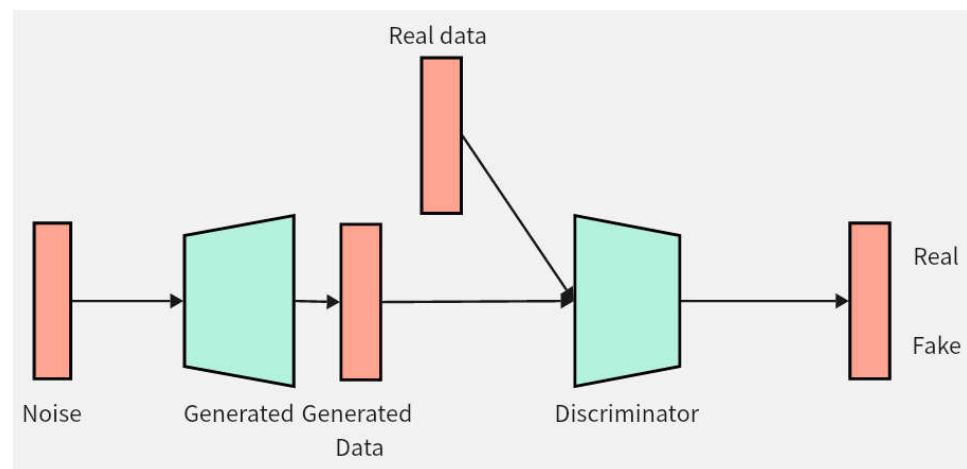 Real data
Real
Fake
Noise
Generated
Generated
Data
Discriminator